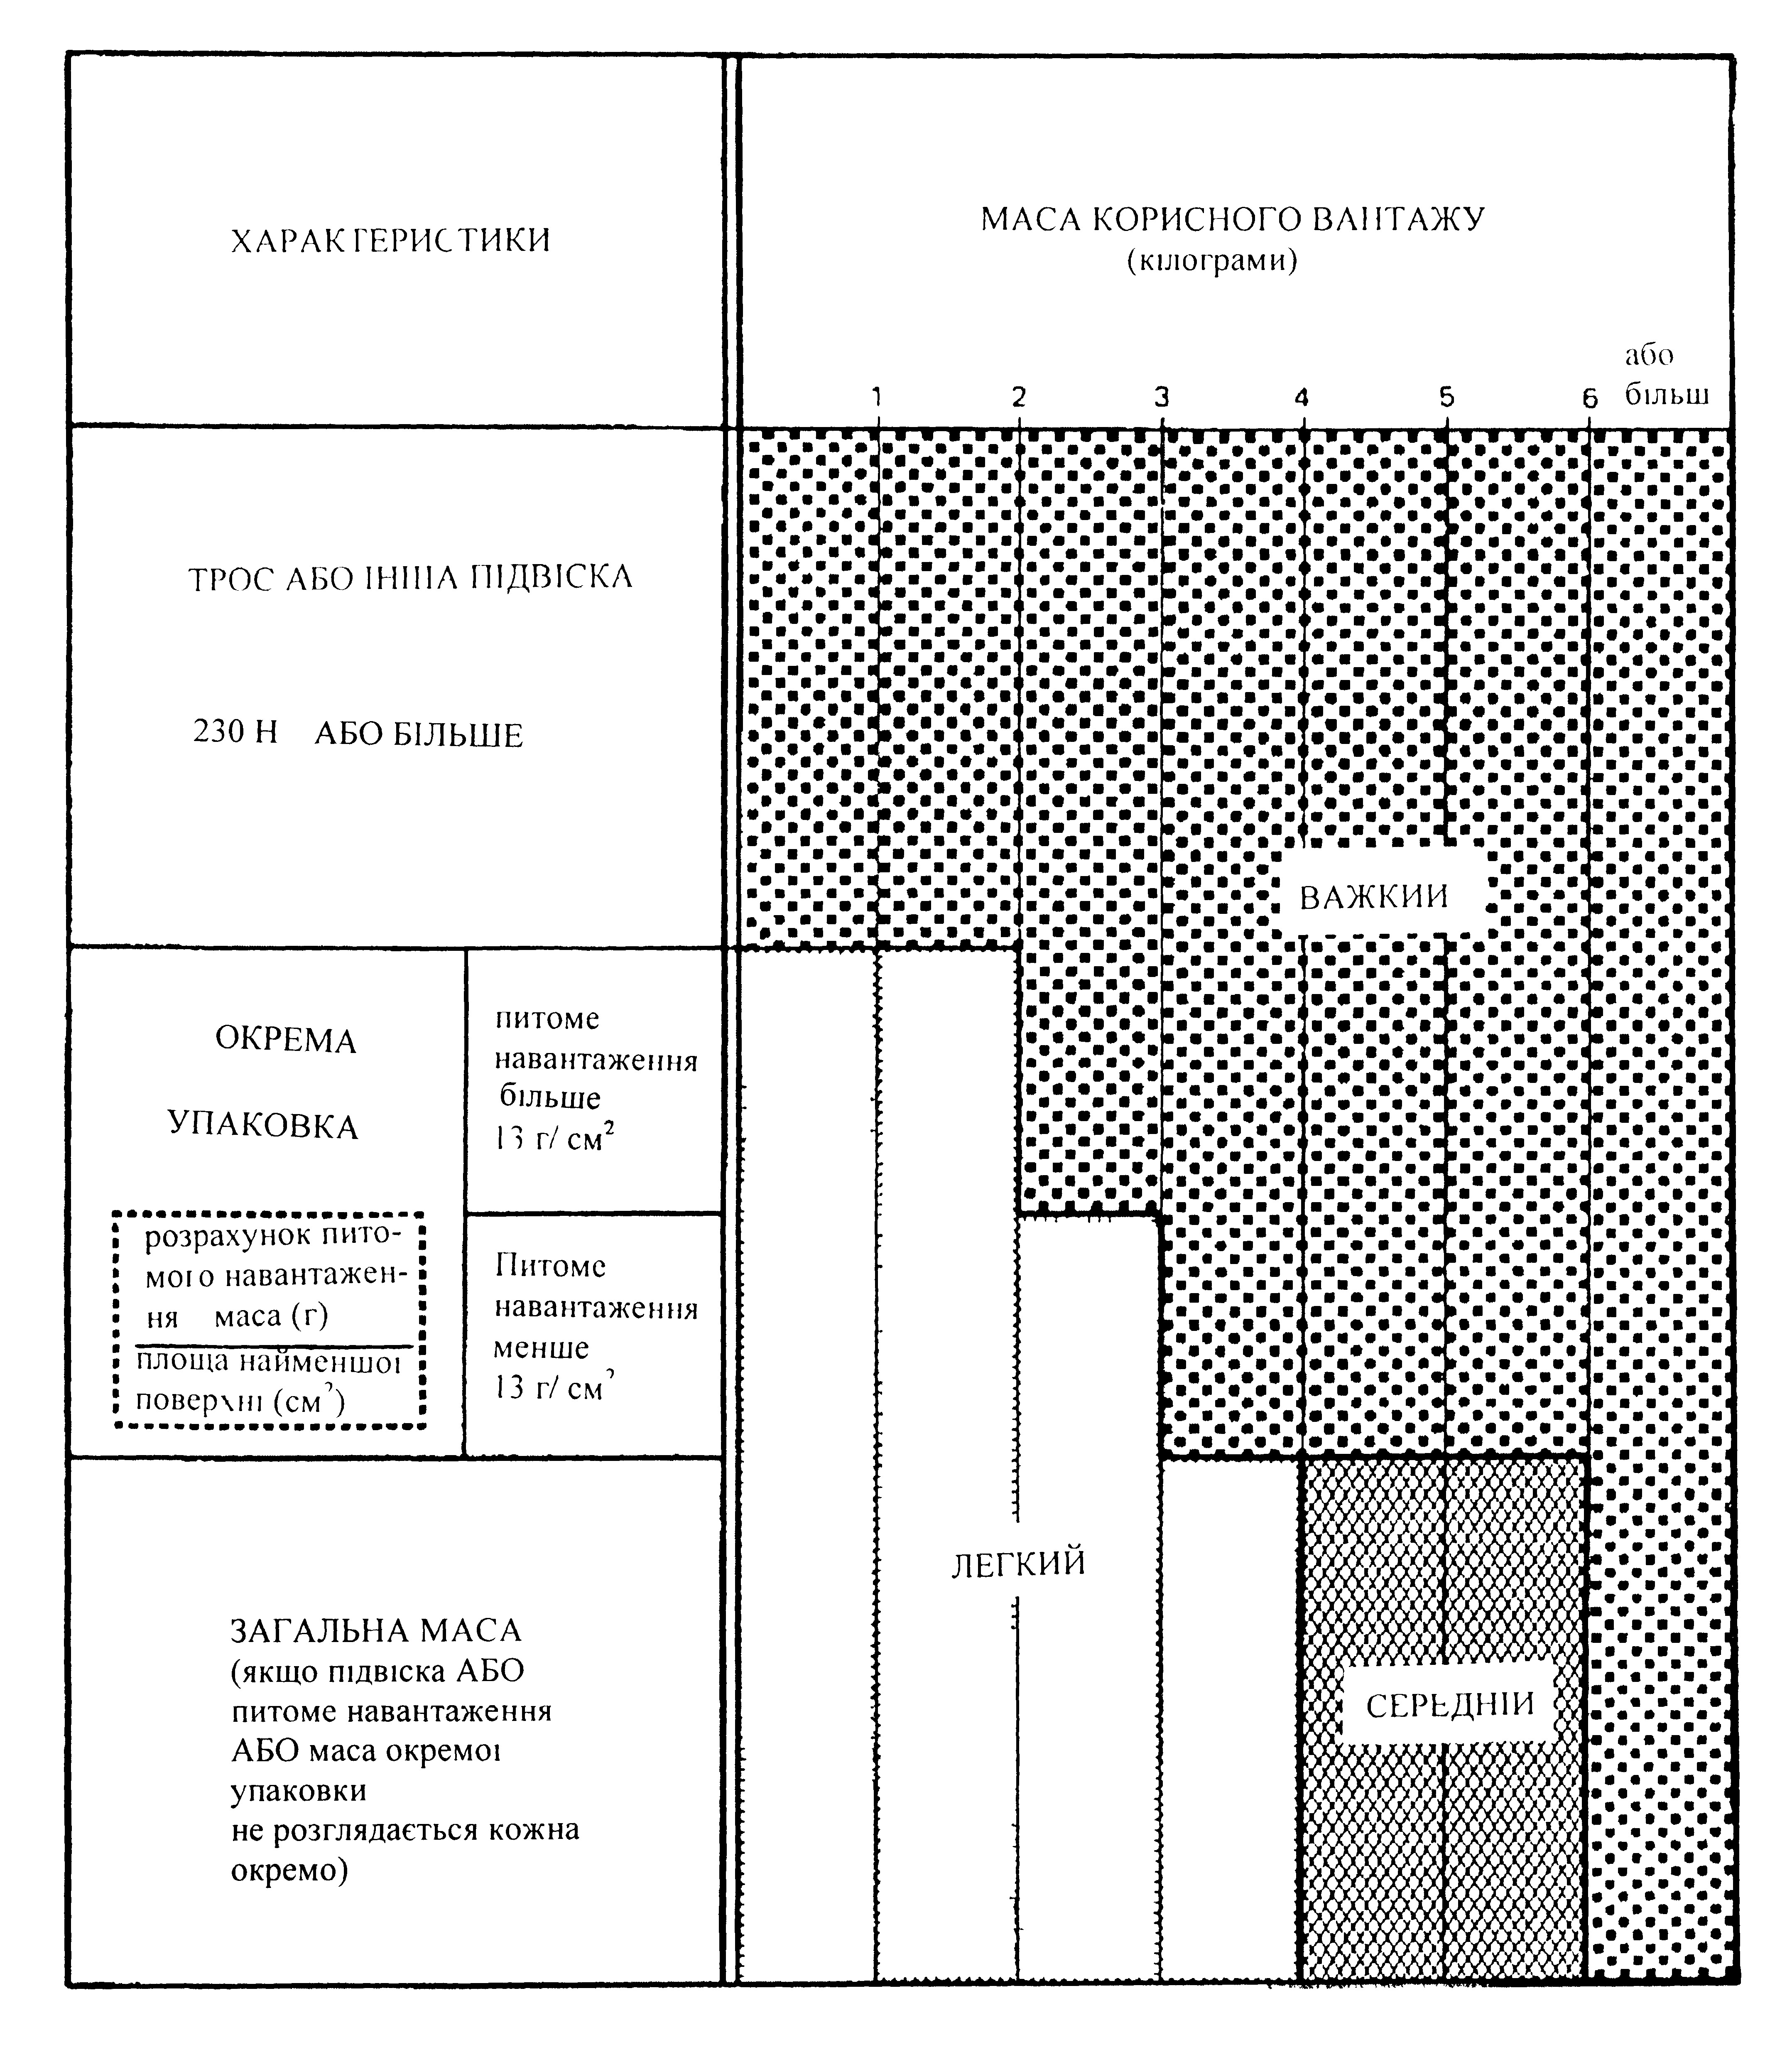 ХАРАКТЕРИСТИКИ
МАСА КОРИСНОГО ВАНТАЖУ
(кілограми)
1 2 3 4 5 6
або
більш
ТРОС АБО ІНША ПІДВІСКА
230 Н АБО БІЛЬШЕ
ВАЖКИЙ
ОКРЕМА
УПАКОВКА
питоме
навантаження
більше
13 г/ см²
розрахунок пито-
мого навантажен-
ня маса (г)
площа найменшої
поверхні (см²)
Питоме
навантаження
менше
13 г/ см²
ЛЕГКИЙ
ЗАГАЛЬНА МАСА
(якщо підвіска АБО
питоме навантаження
АБО маса окремої
упаковки
не розглядається кожна
окремо)
СЕРЕДНІЙ